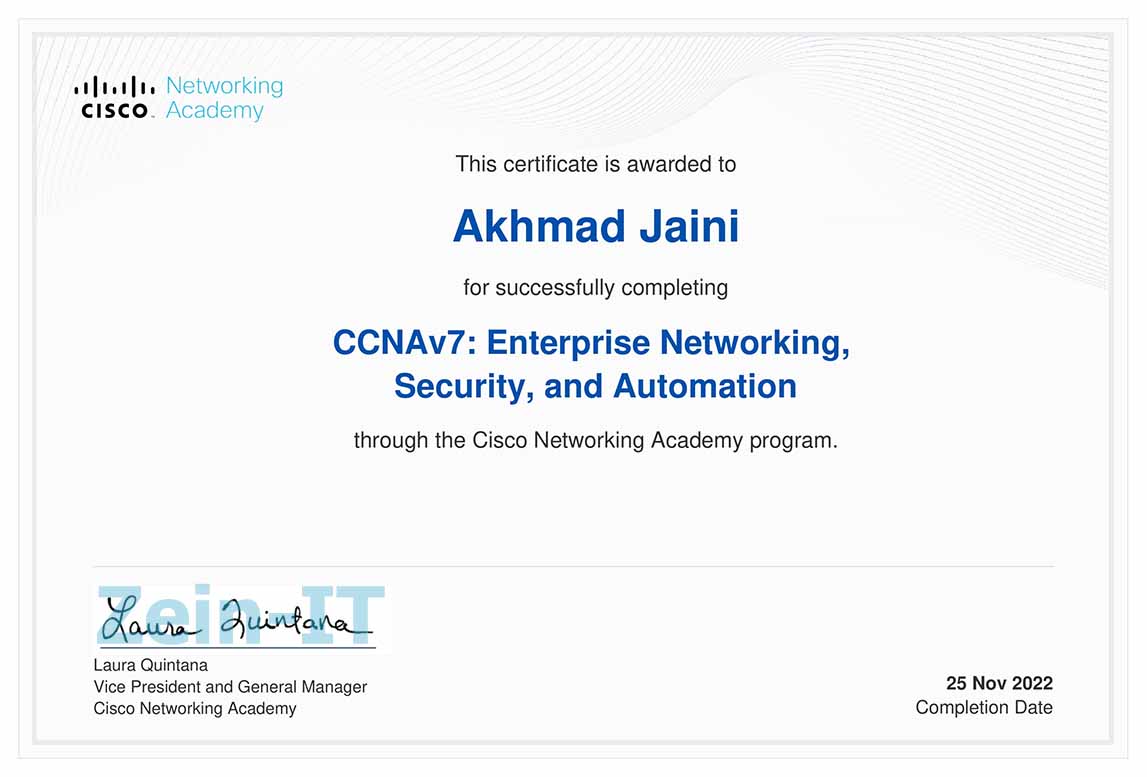 CISCO Networking
Academy
This certificate is awarded to
Akhmad Jaini
for successfully completing
CCNAv7: Enterprise Networking,
Security, and Automation
through the Cisco Networking Academy program.
Zein-IT
Laura Quintana
Laura Quintana
Vice President and General Manager
Cisco Networking Academy
25 Nov 2022
Completion Date